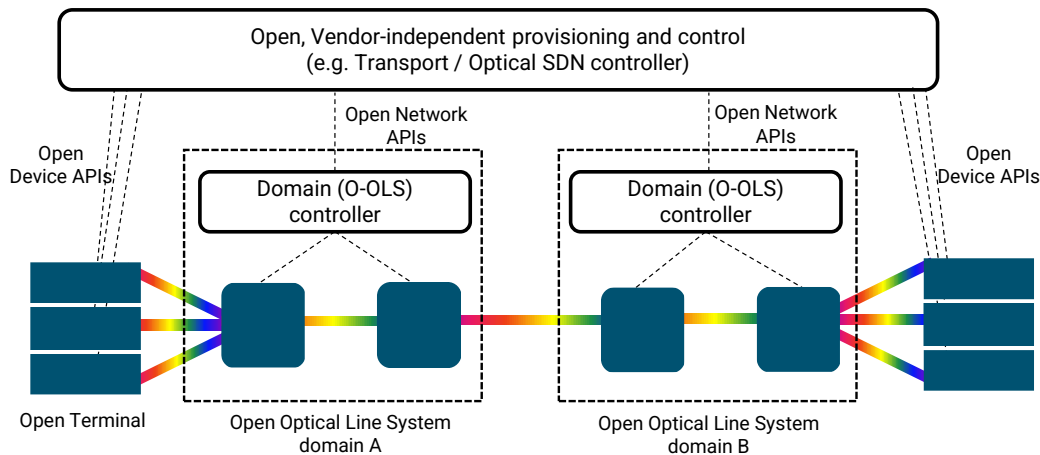 Open, Vendor-independent provisioning and control
(e.g. Transport / Optical SDN controller)
Open Network
APIs
Open Network
APIs
Open
Device APIs
Open
Device APIs
Domain (O-OLS)
controller
Domain (O-OLS)
controller
Open Terminal
Open Optical Line System
domain A
Open Optical Line System
domain B